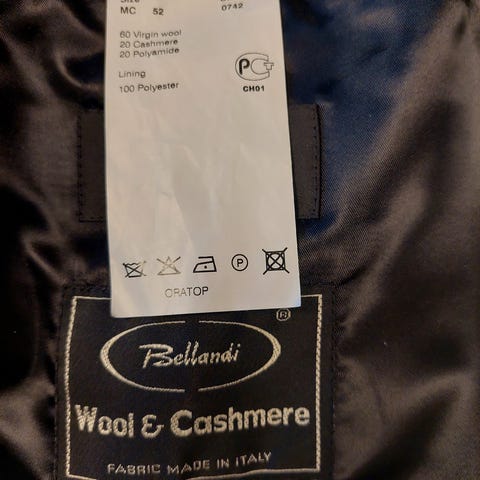 MC 52
0742
60 Virgin wool
20 Cashmere
20 Polyamide
Lining
100 Polyester
CH01
P
ORATOP
®
Bellandi
Wool & Cashmere
FABRIC MADE IN ITALY